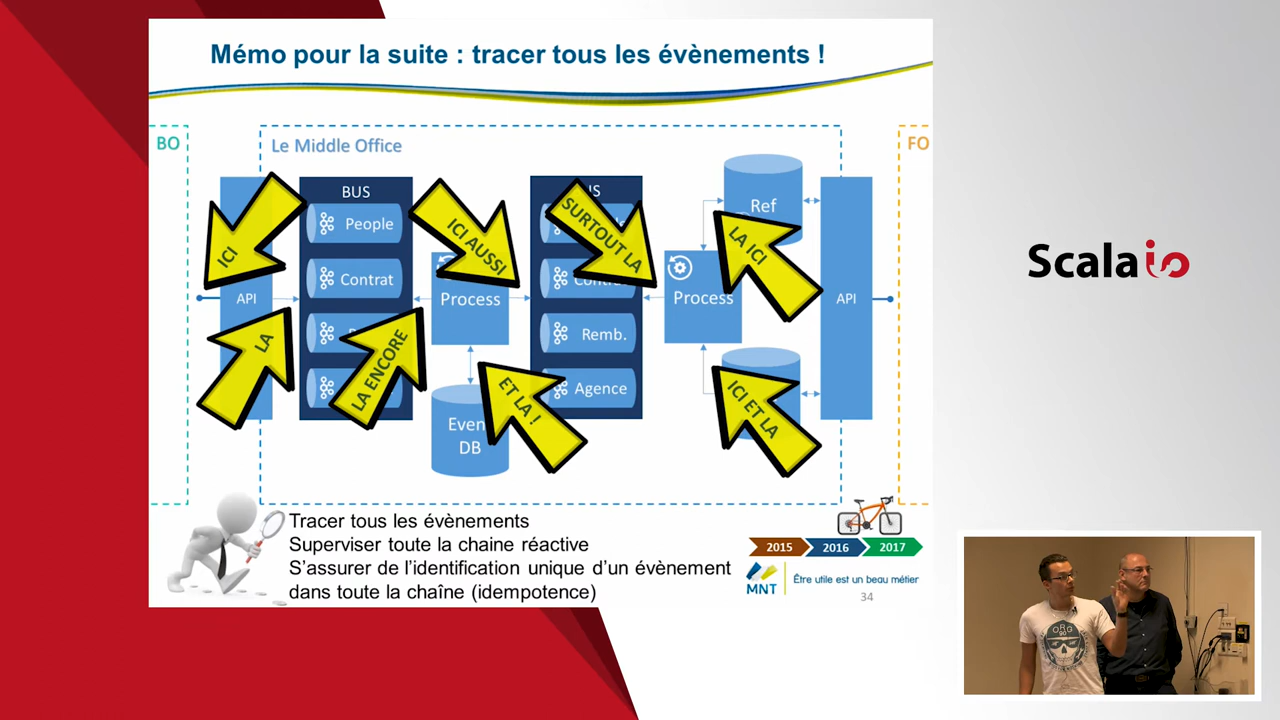 Mémo pour la suite : tracer tous les évènements !
BO
Le Middle Office
FO
BUS
People
Contrat
API
ICI
LA
LA ENCORE
ICI AUSSI
Process
ET LA !
DB
SURTOUT LA
Remb.
Agence
Process
Ref
LA ICI
ICI ET LA
API
Tracer tous les évènements
Superviser toute la chaine réactive
S’assurer de l’identification unique d’un évènement
dans toute la chaîne (idempotence)
2015 2016 2017
MNT
Être utile est un beau métier
34
Scala io
ORG
90